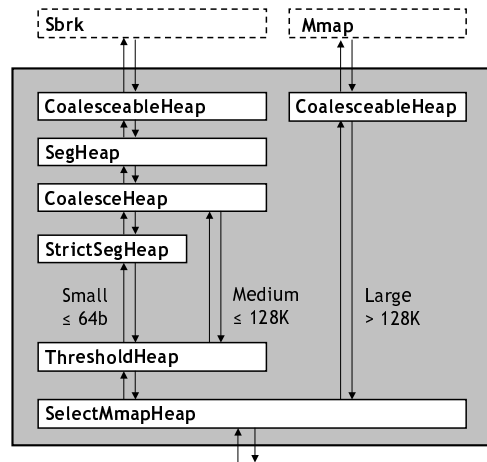 Sbrk
Mmap
CoalesceableHeap
CoalesceableHeap
SegHeap
CoalesceHeap
StrictSegHeap
Small
≤ 64b
Medium
≤ 128K
Large
> 128K
ThresholdHeap
SelectMmapHeap